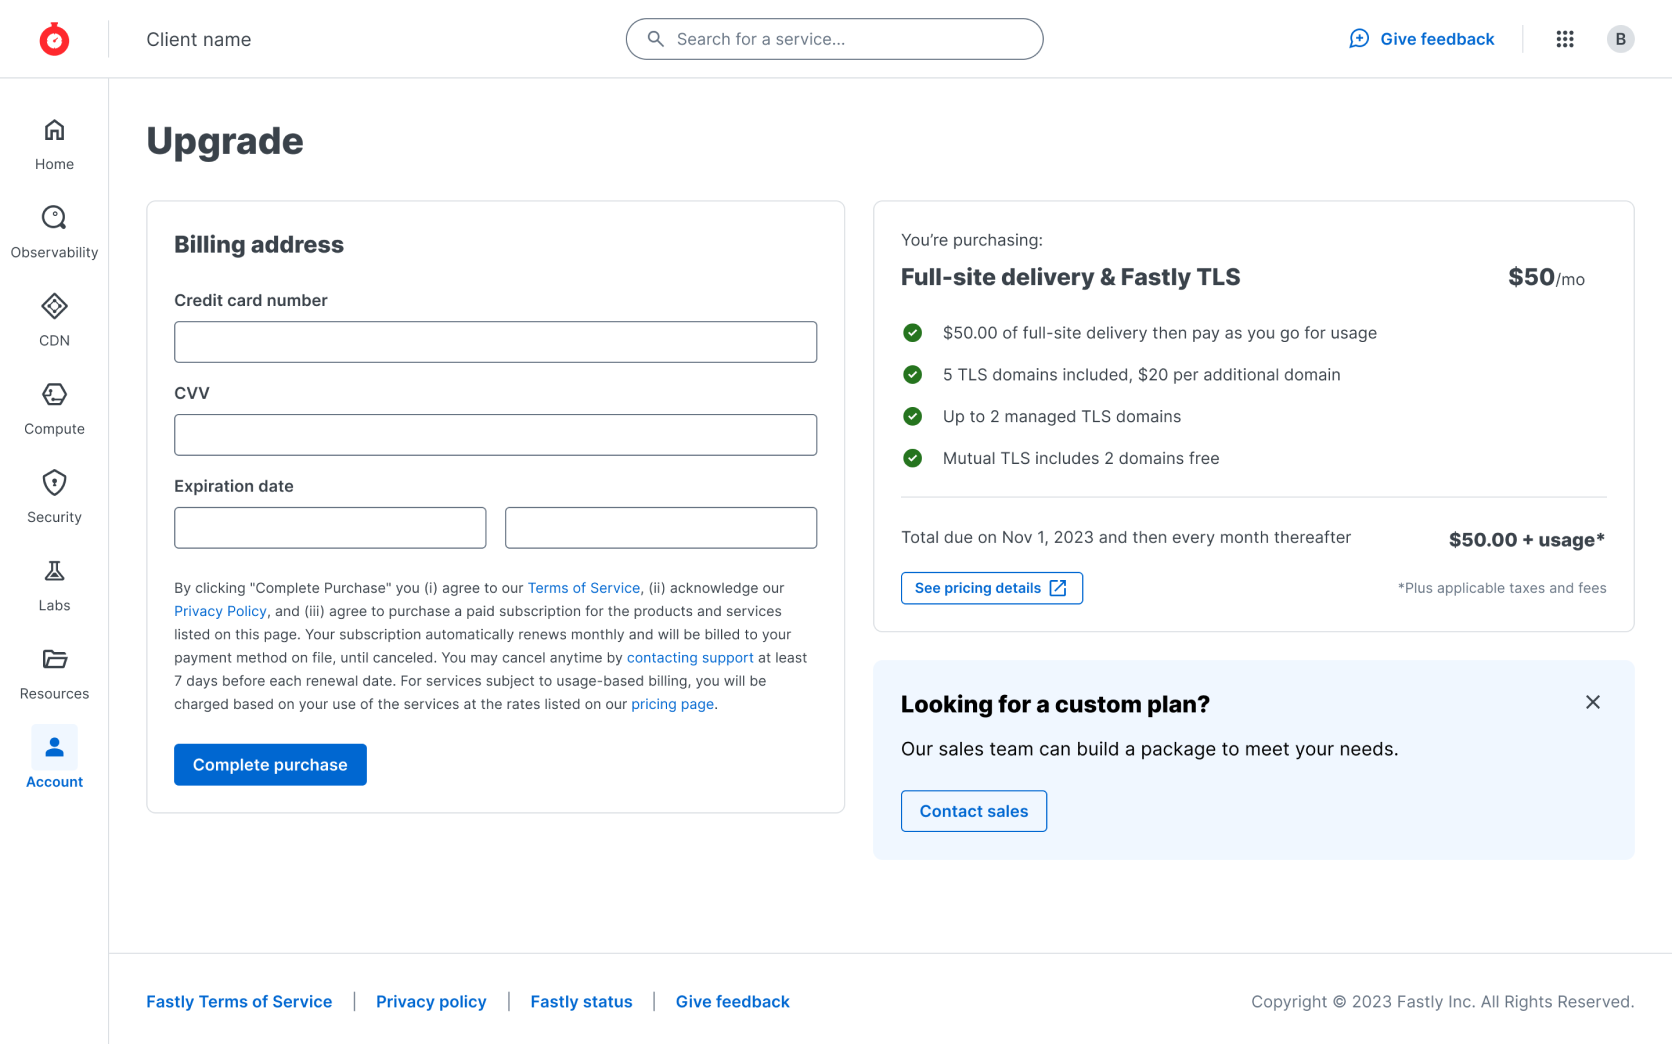 Client name
Search for a service...
Give feedback
B
Home
Observability
CDN
Compute
Security
Labs
Resources
Account
Upgrade
Billing address
Credit card number
CVV
Expiration date
By clicking "Complete Purchase" you (i) agree to our Terms of Service, (ii) acknowledge our
Privacy Policy, and (iii) agree to purchase a paid subscription for the products and services
listed on this page. Your subscription automatically renews monthly and will be billed to your
payment method on file, until canceled. You may cancel anytime by contacting support at least
7 days before each renewal date. For services subject to usage-based billing, you will be
charged based on your use of the services at the rates listed on our pricing page.
Complete purchase
You’re purchasing:
Full-site delivery & Fastly TLS
$50/mo
$50.00 of full-site delivery then pay as you go for usage
5 TLS domains included, $20 per additional domain
Up to 2 managed TLS domains
Mutual TLS includes 2 domains free
Total due on Nov 1, 2023 and then every month thereafter
$50.00 + usage*
See pricing details
*Plus applicable taxes and fees
Looking for a custom plan?
Our sales team can build a package to meet your needs.
Contact sales
Fastly Terms of Service | Privacy policy | Fastly status | Give feedback
Copyright © 2023 Fastly Inc. All Rights Reserved.